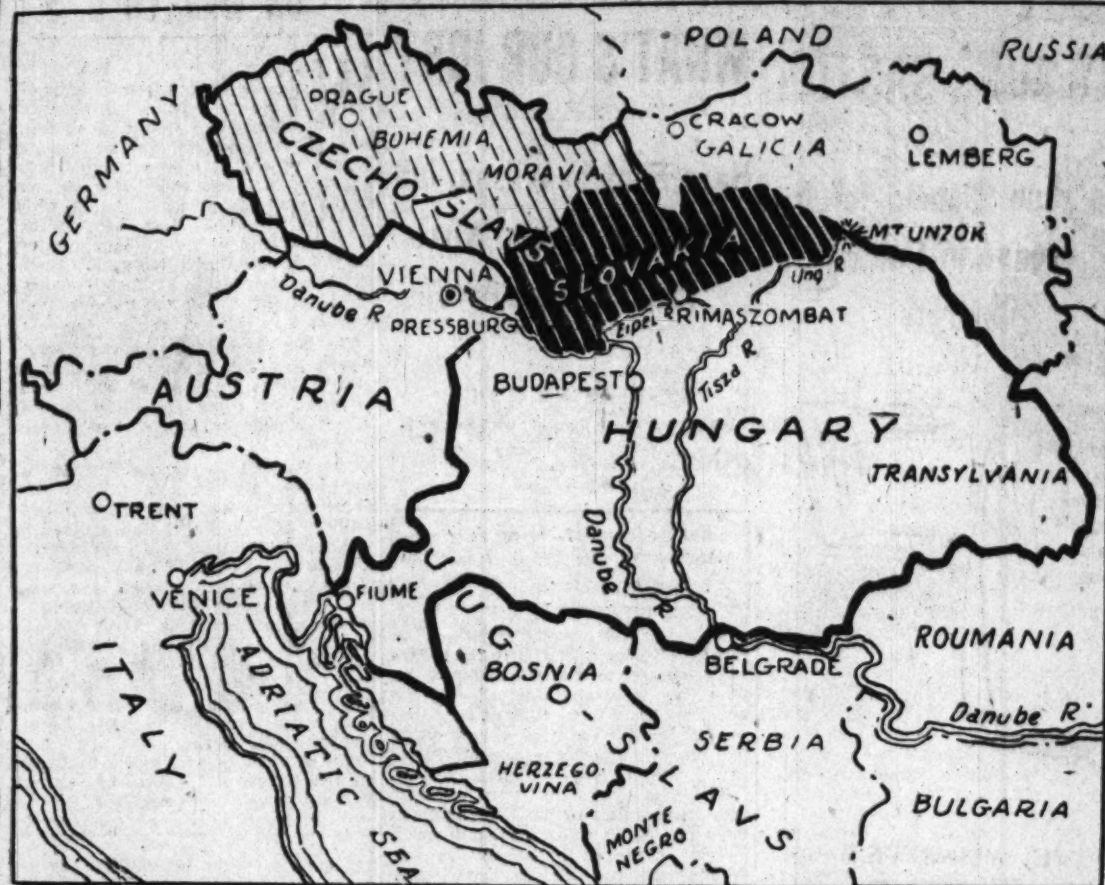 POLAND
RUSSIA
GERMANY
PRAGUE
BOHEMIA
CZECHO/SLAVS
MORAVIA
CRACOW
GALICIA
LEMBERG
SLOVAKIA
MT UNZOK
Ung R
VIENNA
Danube R
PRESSBURG
Eipel R
RIMASZOMBAT
AUSTRIA
BUDAPEST
Tisza R
HUNGARY
TRANSYLVANIA
TRENT
Danube R
VENICE
FIUME
JUGO SLAVS
ITALY
ADRIATIC SEA
BOSNIA
BELGRADE
ROUMANIA
Danube R
SERBIA
HERZEGO
VINA
MONTE
NEGRO
BULGARIA